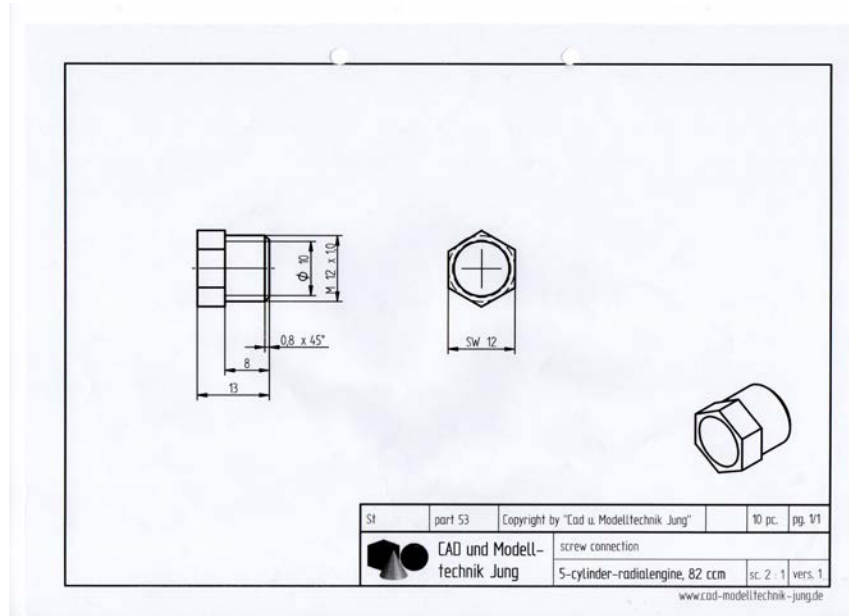 Ø 10
M 12 x 1,0
0,8 x 45°
8
13
SW 12
St part 53 Copyright by "Cad u. Modelltechnik Jung" 10 pc. pg. 1/1
CAD und Modell-
technik Jung
screw connection
5-cylinder-radialengine, 82 ccm sc. 2 : 1 vers. 1
www.cad-modelltechnik-jung.de